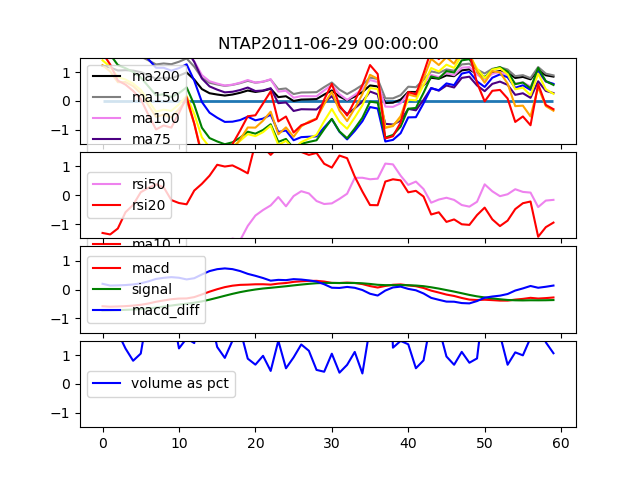 NTAP2011-06-29 00:00:00
1
0
−1
ma200
ma150
ma100
ma75
1
0
−1
rsi50
rsi20
ma10
1
0
−1
macd
signal
macd_diff
1
0
−1
volume as pct
0 10 20 30 40 50 60